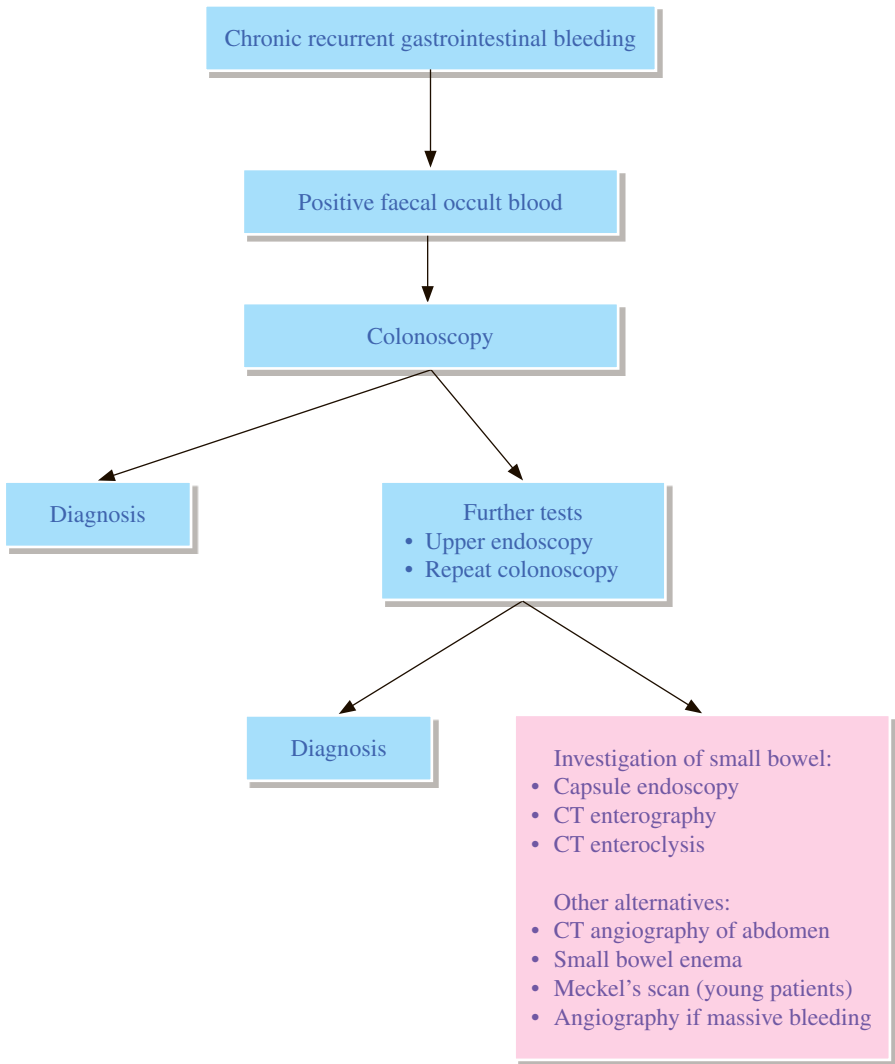 Chronic recurrent gastrointestinal bleeding
Positive faecal occult blood
Colonoscopy
Diagnosis
Further tests
• Upper endoscopy
• Repeat colonoscopy
Diagnosis
Investigation of small bowel:
• Capsule endoscopy
• CT enterography
• CT enteroclysis
Other alternatives:
• CT angiography of abdomen
• Small bowel enema
• Meckel's scan (young patients)
• Angiography if massive bleeding